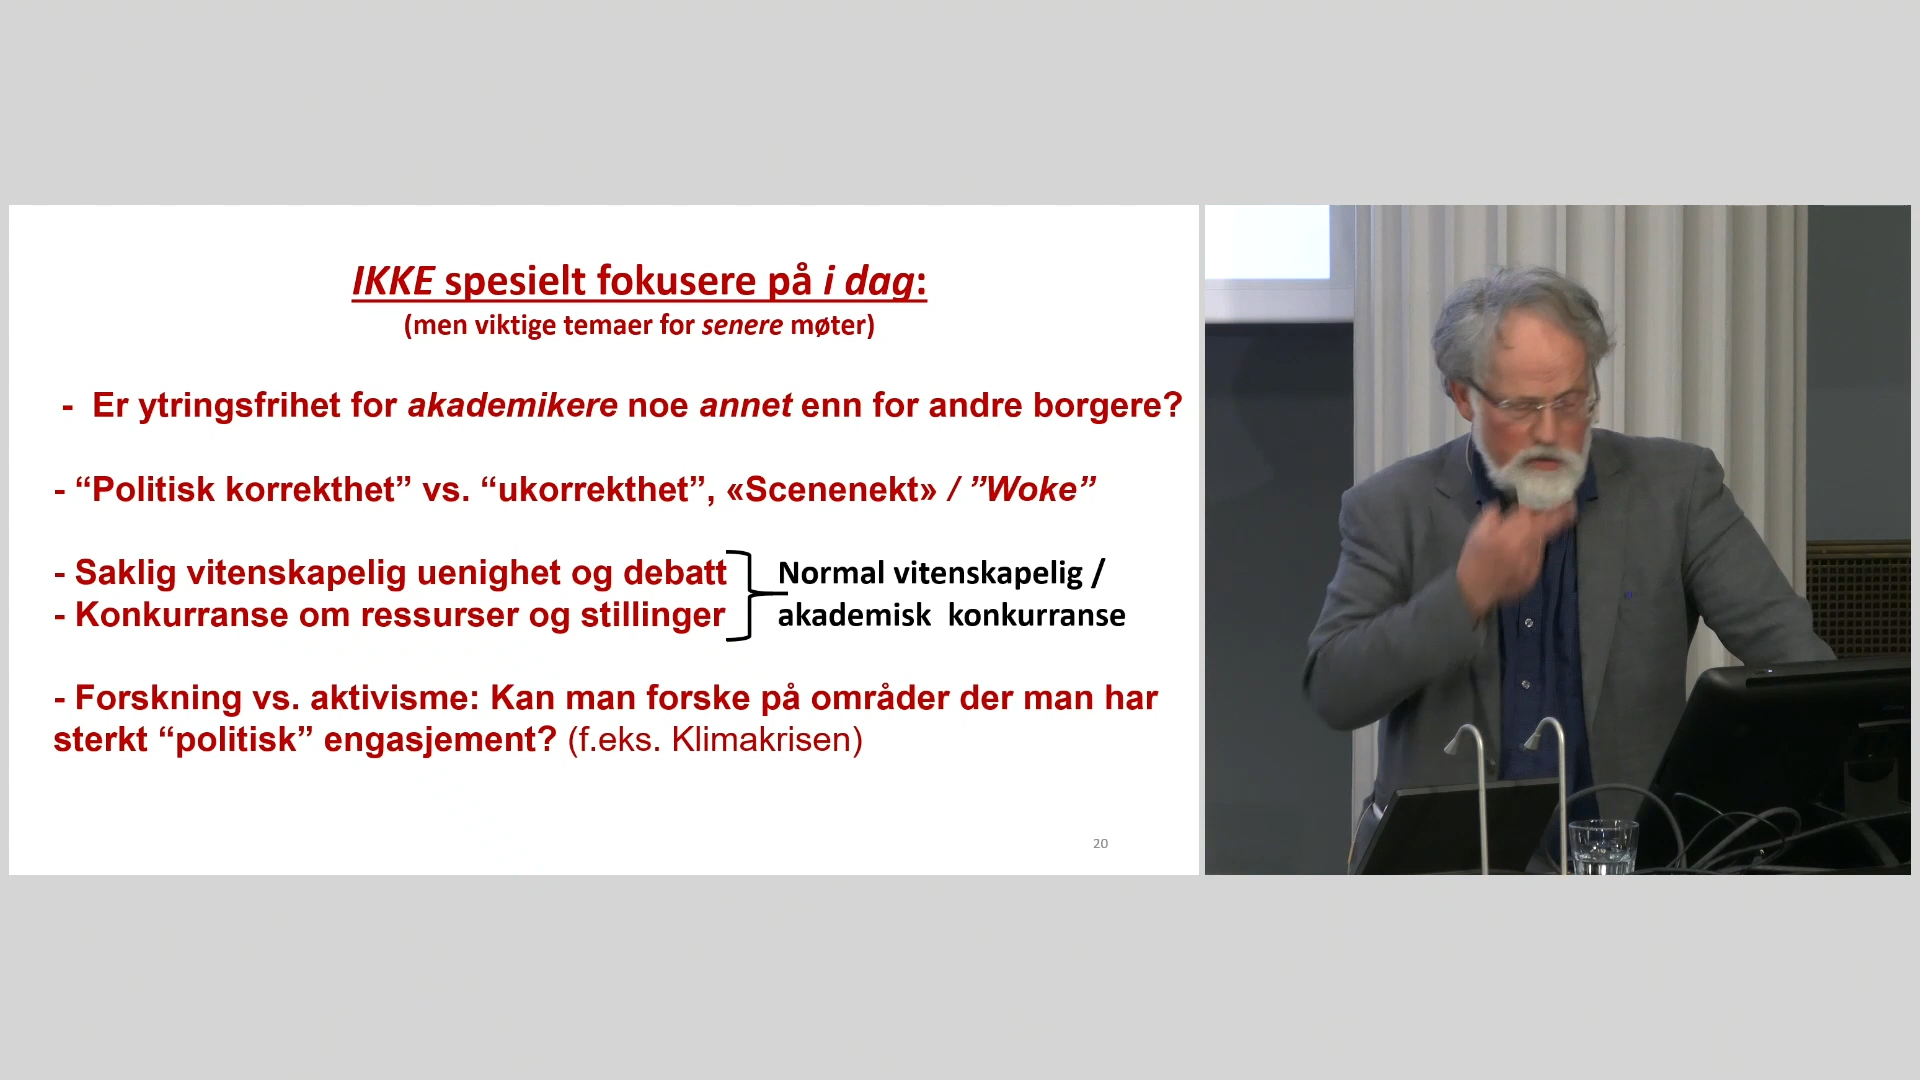 IKKE spesielt fokusere på i dag:
(men viktige temaer for senere møter)
- Er ytringsfrihet for akademikere noe annet enn for andre borgere?
- “Politisk korrekthet” vs. “ukorrekthet”, «Scenenekt» / ”Woke”
- Saklig vitenskapelig uenighet og debatt
- Konkurranse om ressurser og stillinger
Normal vitenskapelig /
akademisk konkurranse
- Forskning vs. aktivisme: Kan man forske på områder der man har
sterkt “politisk” engasjement? (f.eks. Klimakrisen)
20